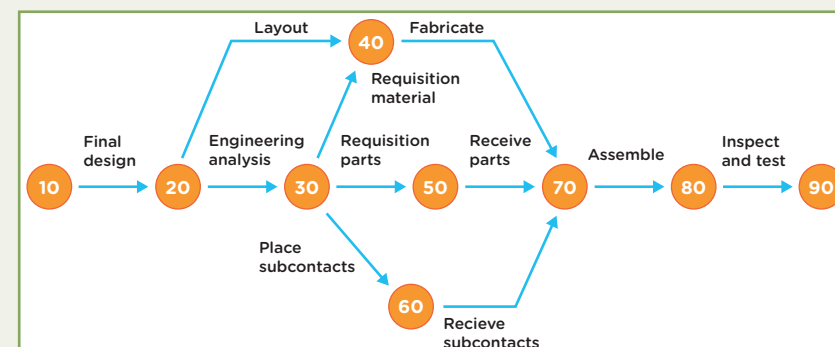 Layout
40
Fabricate
Requisition
material
Final
design
Engineering
analysis
Requisition
parts
Receive
parts
Assemble
Inspect
and test
10
20
30
50
70
80
90
Place
subcontacts
60
Recieve
subcontacts